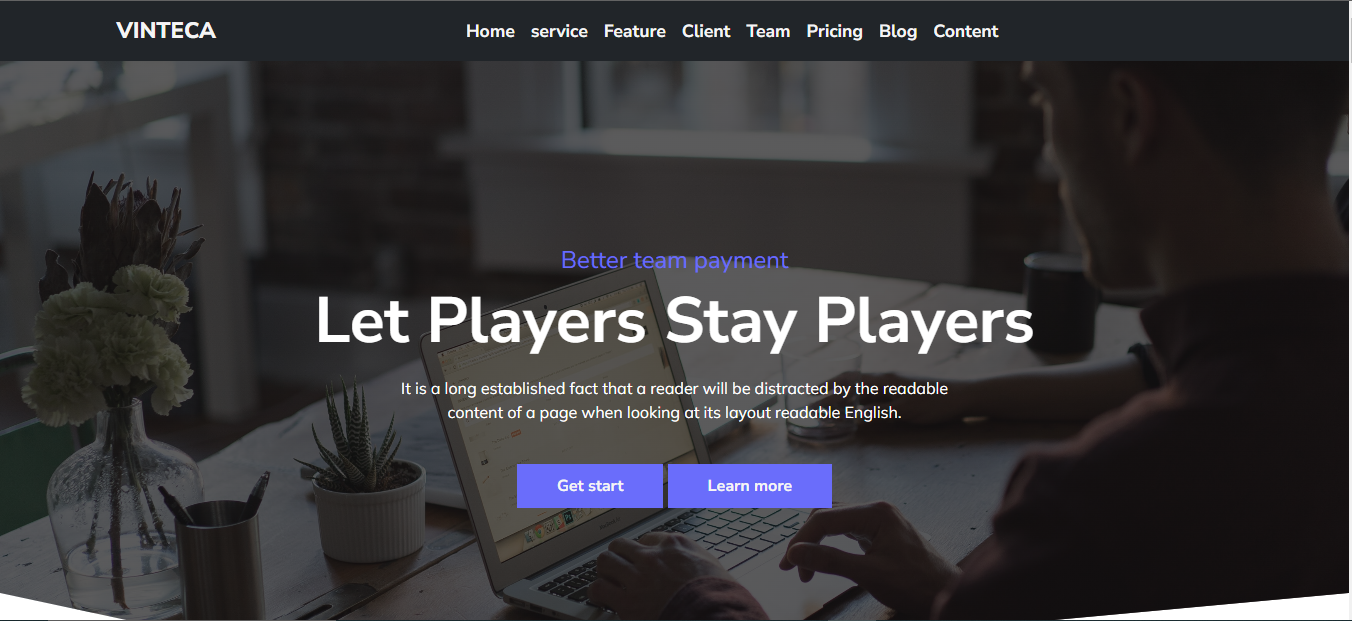 VINTECA
Home service Feature Client Team Pricing Blog Content
Better team payment
Let Players Stay Players
It is a long established fact that a reader will be distracted by the readable
content of a page when looking at its layout readable English.
Get start Learn more